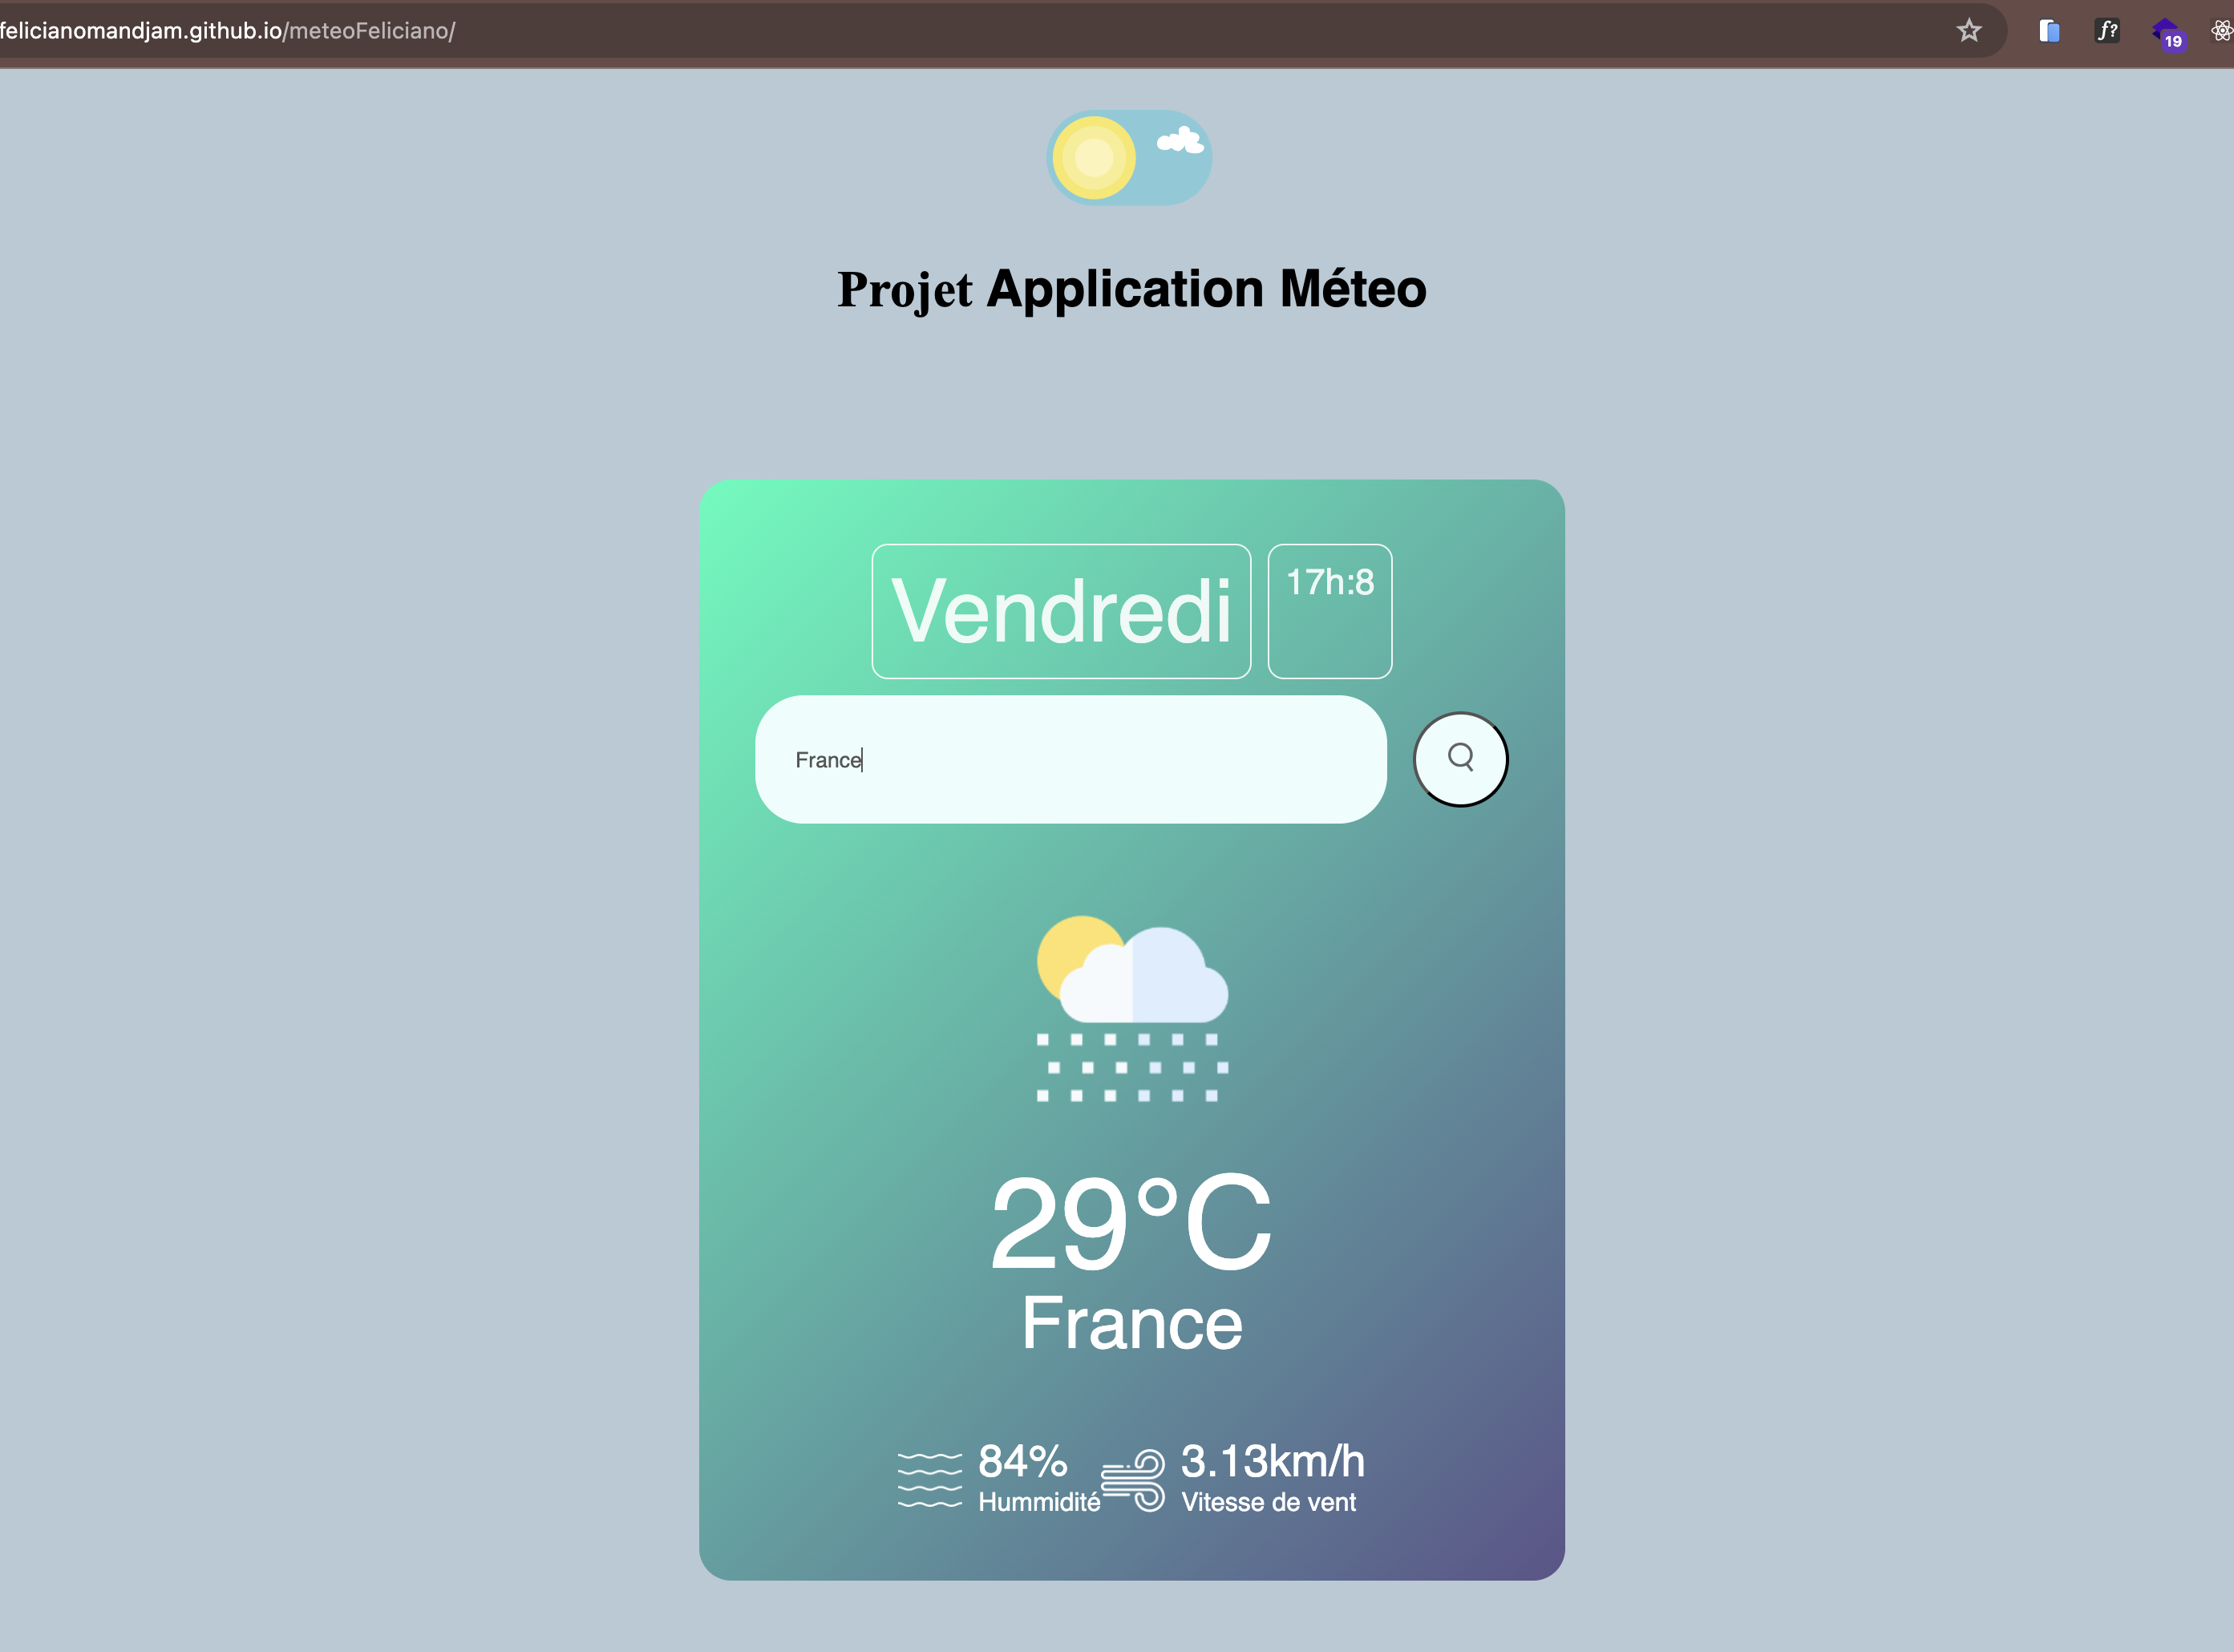 felicianomandjam.github.io/meteoFeliciano/
f?
19
Projet Application Méteo
Vendredi
17h:8
France
29°C
France
84%
Hummidité
3.13km/h
Vitesse de vent